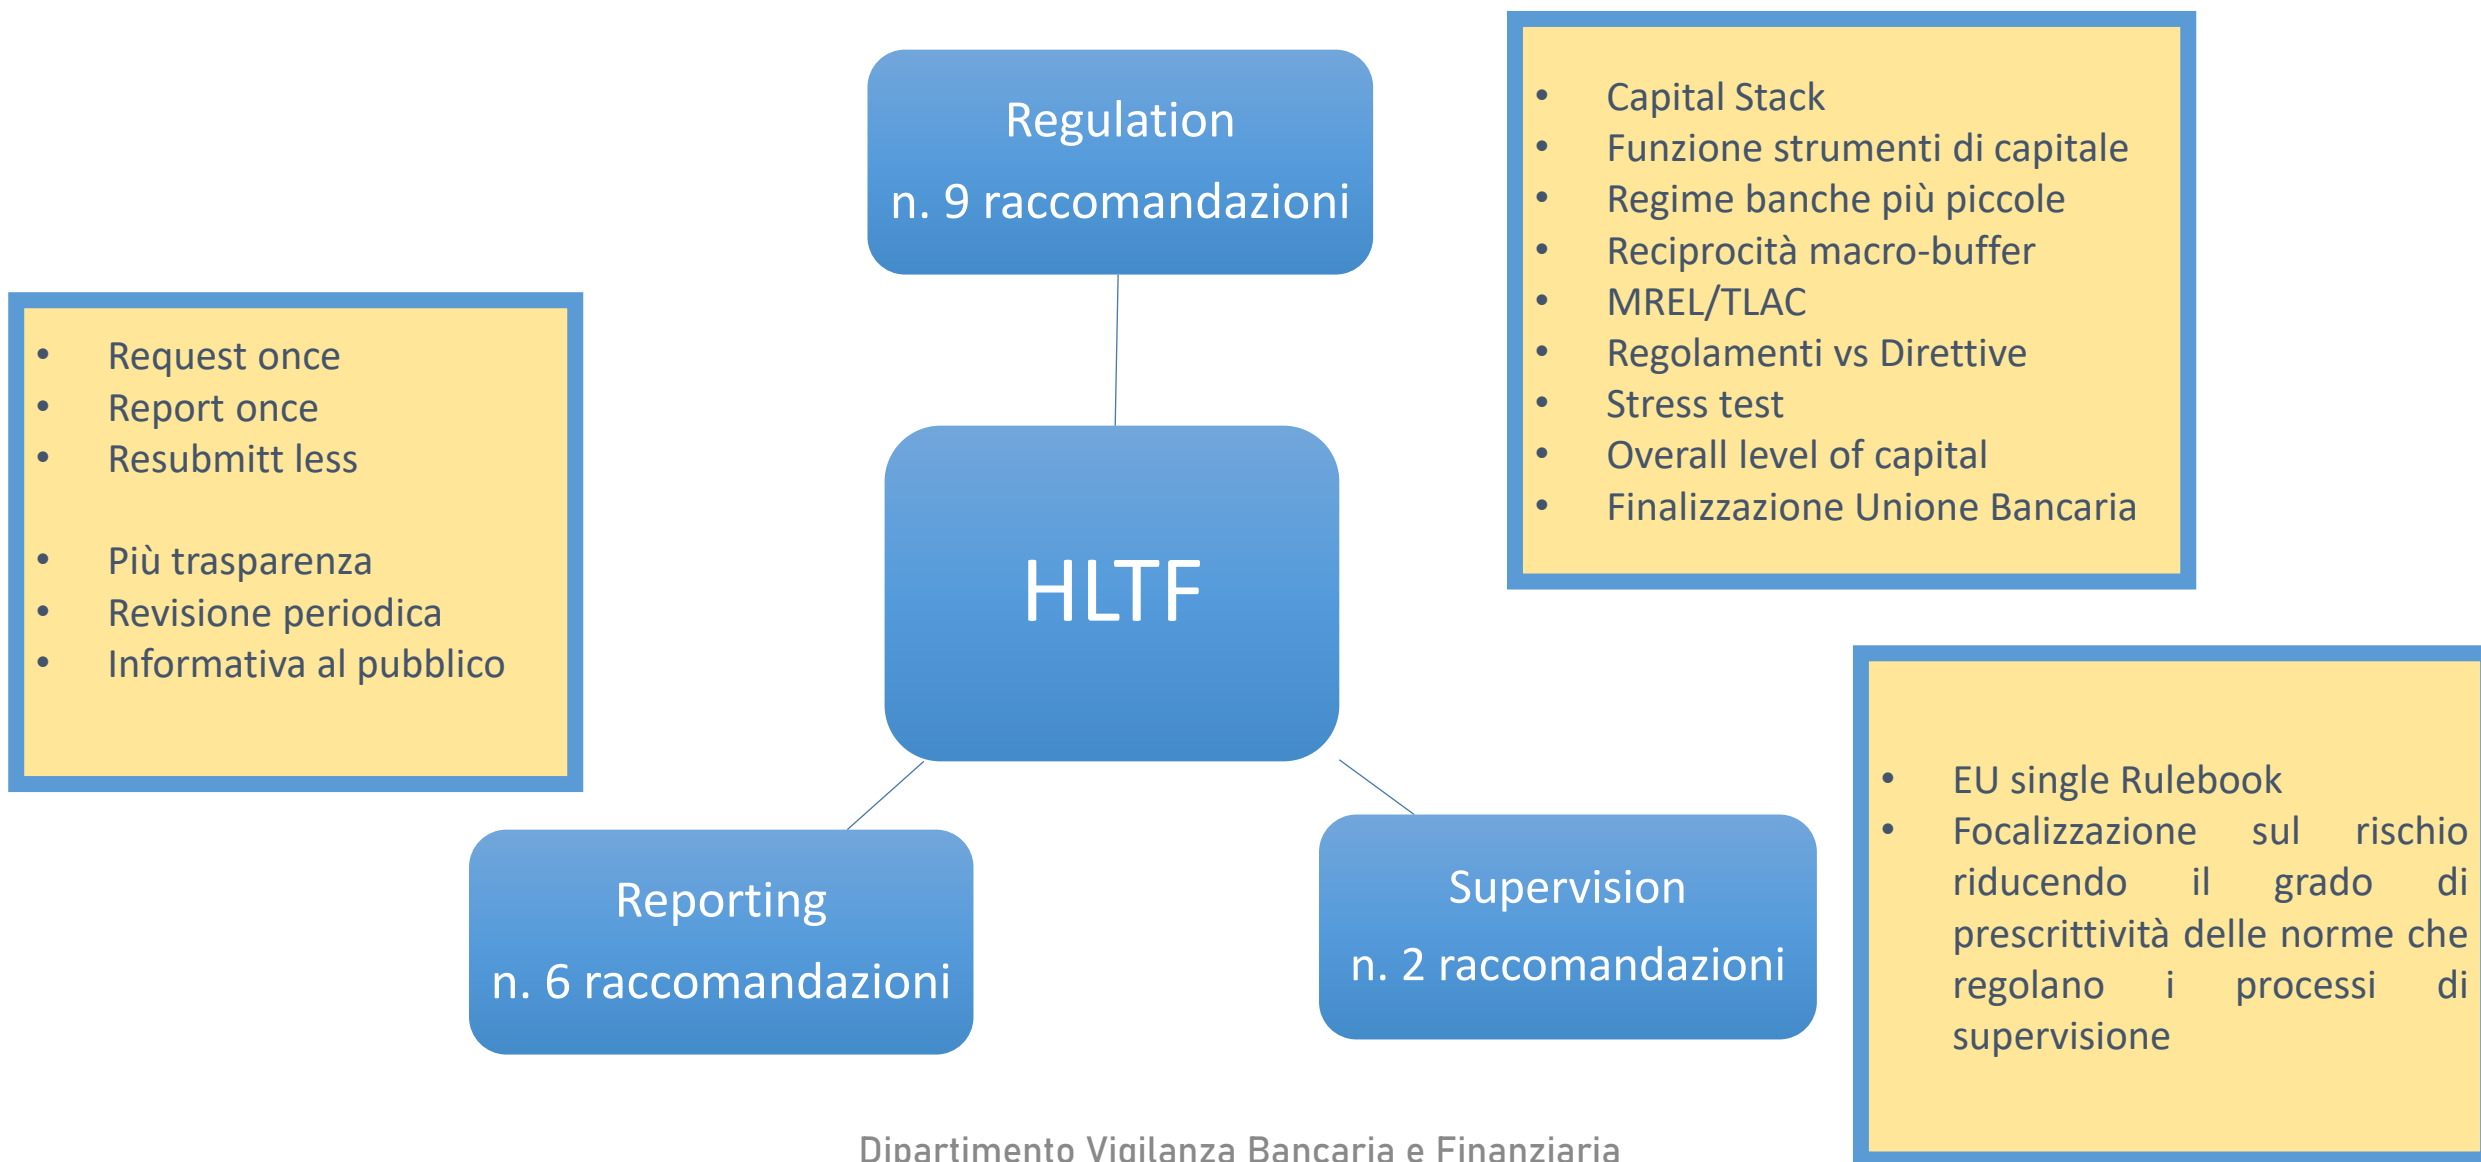 Regulation
n. 9 raccomandazioni
• Capital Stack
• Funzione strumenti di capitale
• Regime banche più piccole
• Reciprocità macro-buffer
• MREL/TLAC
• Regolamenti vs Direttive
• Stress test
• Overall level of capital
• Finalizzazione Unione Bancaria
• Request once
• Report once
• Resubmitt less
• Più trasparenza
• Revisione periodica
• Informativa al pubblico
HLTF
Reporting
n. 6 raccomandazioni
Supervision
n. 2 raccomandazioni
• EU single Rulebook
• Focalizzazione sul rischio
riducendo il grado di
prescrittività delle norme che
regolano i processi di
supervisione
Dipartimento Vigilanza Bancaria e Finanziaria